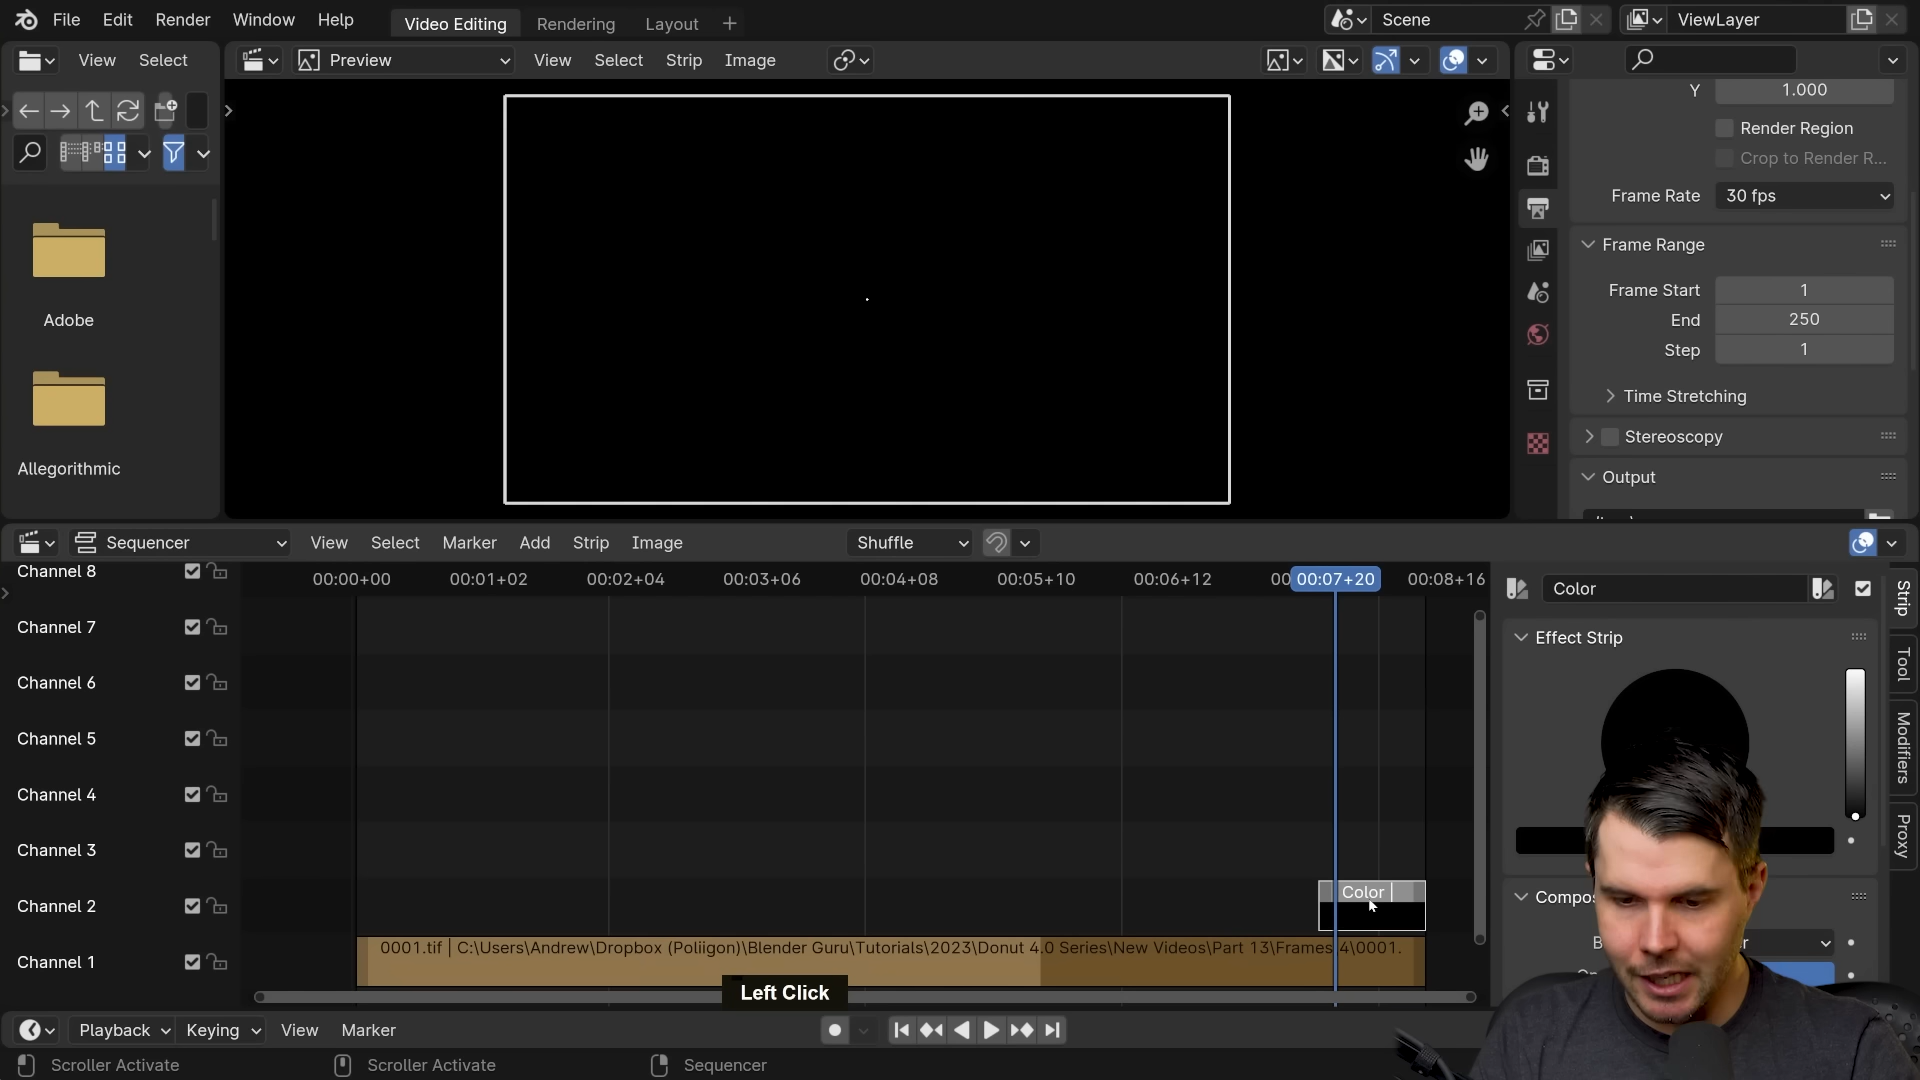 File Edit Render Window Help Video Editing Rendering Layout + Scene ViewLayer
View Select Preview View Select Strip Image
Y 1.000
Render Region
Crop to Render R...
Frame Rate 30 fps
Frame Range
Frame Start 1
End 250
Step 1
Time Stretching
Stereoscopy
Output
Adobe
Allegorithmic
Sequencer View Select Marker Add Strip Image Shuffle
00:00+00 00:01+02 00:02+04 00:03+06 00:04+08 00:05+10 00:06+12 00 00:07+20 00:08+16
Channel 8
Channel 7
Channel 6
Channel 5
Channel 4
Channel 3
Channel 2
Channel 1
Color |
0001.tif | C:\Users\Andrew\Dropbox (Poliigon)\Blender Guru\Tutorials\2023\Donut 4.0 Series\New Videos\Part 13\Frames 4\0001.
Left Click
Color
Effect Strip
Compo
Strip
Tool
Modifiers
Proxy
Playback Keying View Marker
Scroller Activate Scroller Activate Sequencer